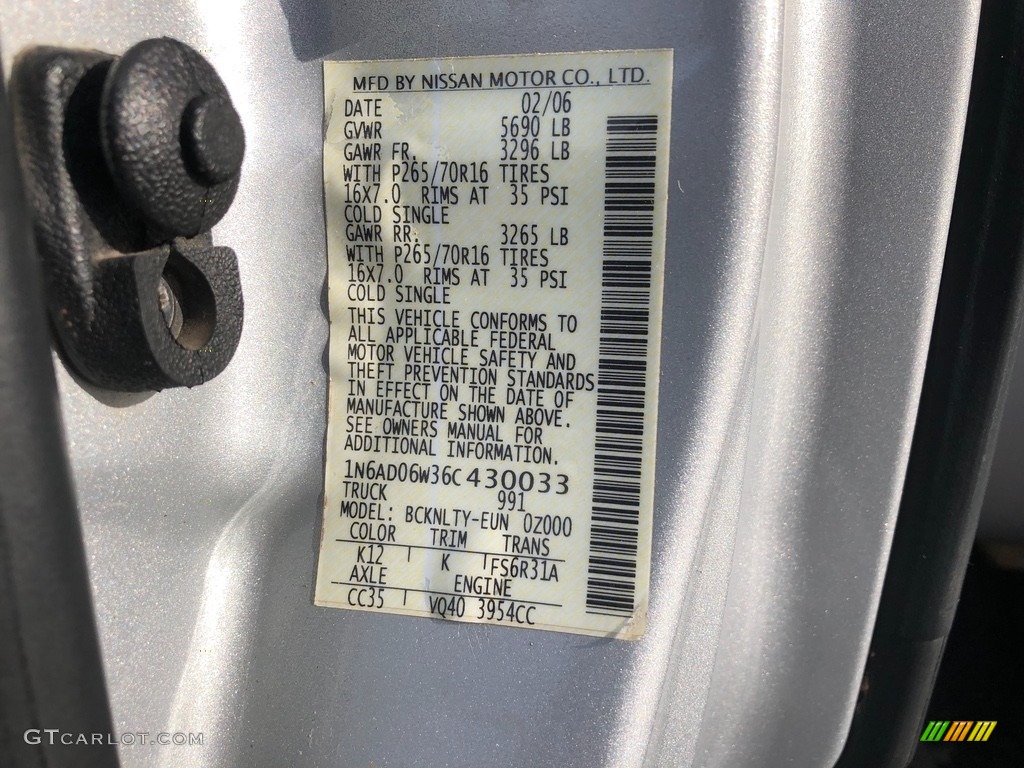 MFD BY NISSAN MOTOR CO., LTD.
DATE 02/06
GVWR 5690 LB
GAWR FR. 3296 LB
WITH P265/70R16 TIRES
16X7.0 RIMS AT 35 PSI
COLD SINGLE
GAWR RR. 3265 LB
WITH P265/70R16 TIRES
16X7.0 RIMS AT 35 PSI
COLD SINGLE
THIS VEHICLE CONFORMS TO
ALL APPLICABLE FEDERAL
MOTOR VEHICLE SAFETY AND
THEFT PREVENTION STANDARDS
IN EFFECT ON THE DATE OF
MANUFACTURE SHOWN ABOVE.
SEE OWNERS MANUAL FOR
ADDITIONAL INFORMATION.
1N6AD06W36C430033
TRUCK 991
MODEL: BCKNLTY-EUN 0Z000
COLOR TRIM TRANS
K12 K FS6R31A
AXLE ENGINE
CC35 VQ40 3954CC
GTCARLOT.COM